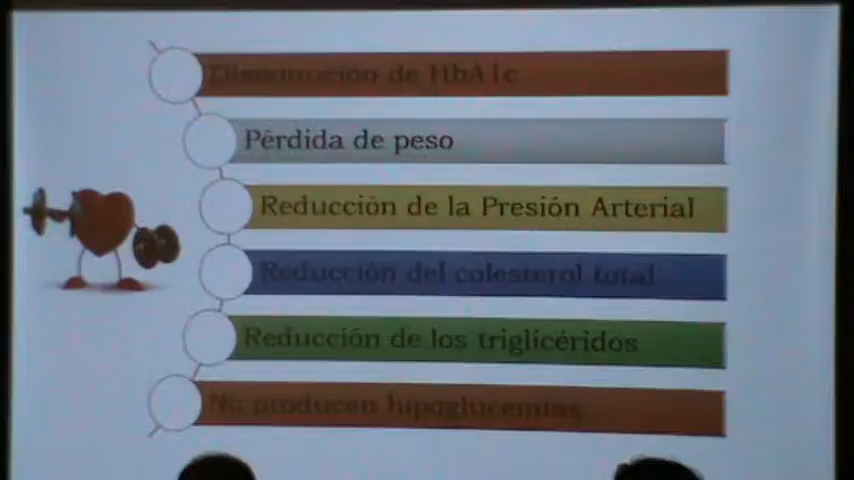 Disminución de HbA1c
Pérdida de peso
Reducción de la Presión Arterial
Reducción del colesterol total
Reducción de los triglicéridos
No producen hipoglucemias